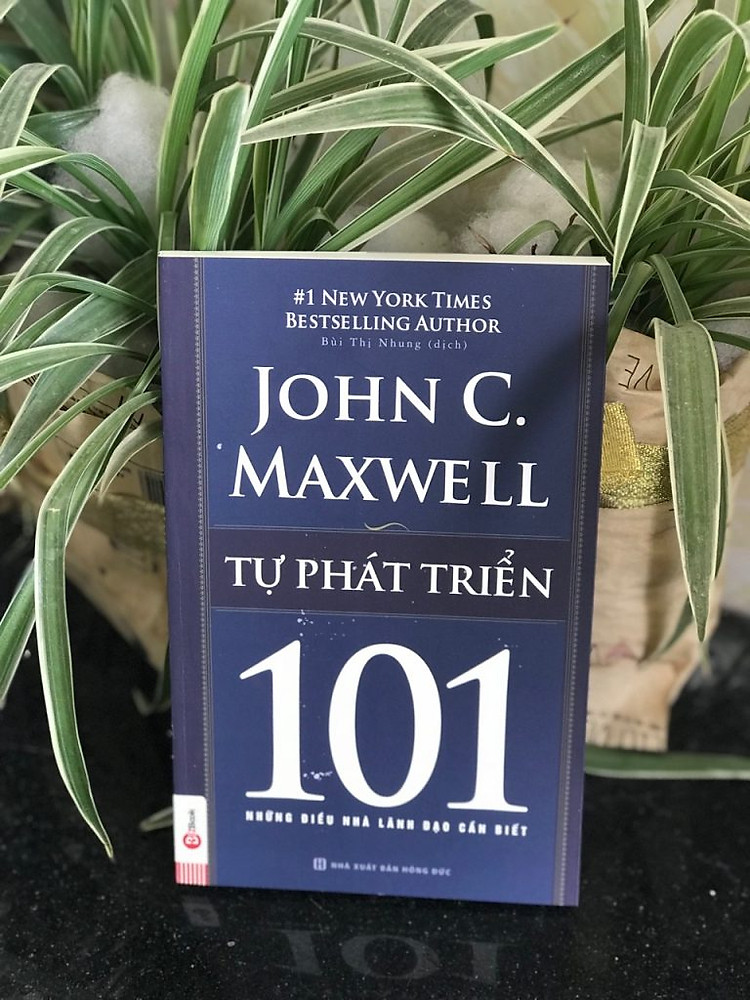 #1 NEW YORK TIMES
BESTSELLING AUTHOR
Bùi Thị Nhung (dịch)
JOHN C.
MAXWELL
TỰ PHÁT TRIỂN
101
NHỮNG ĐIỀU NHÀ LÃNH ĐẠO CẦN BIẾT
NHÀ XUẤT BẢN HỒNG ĐỨC